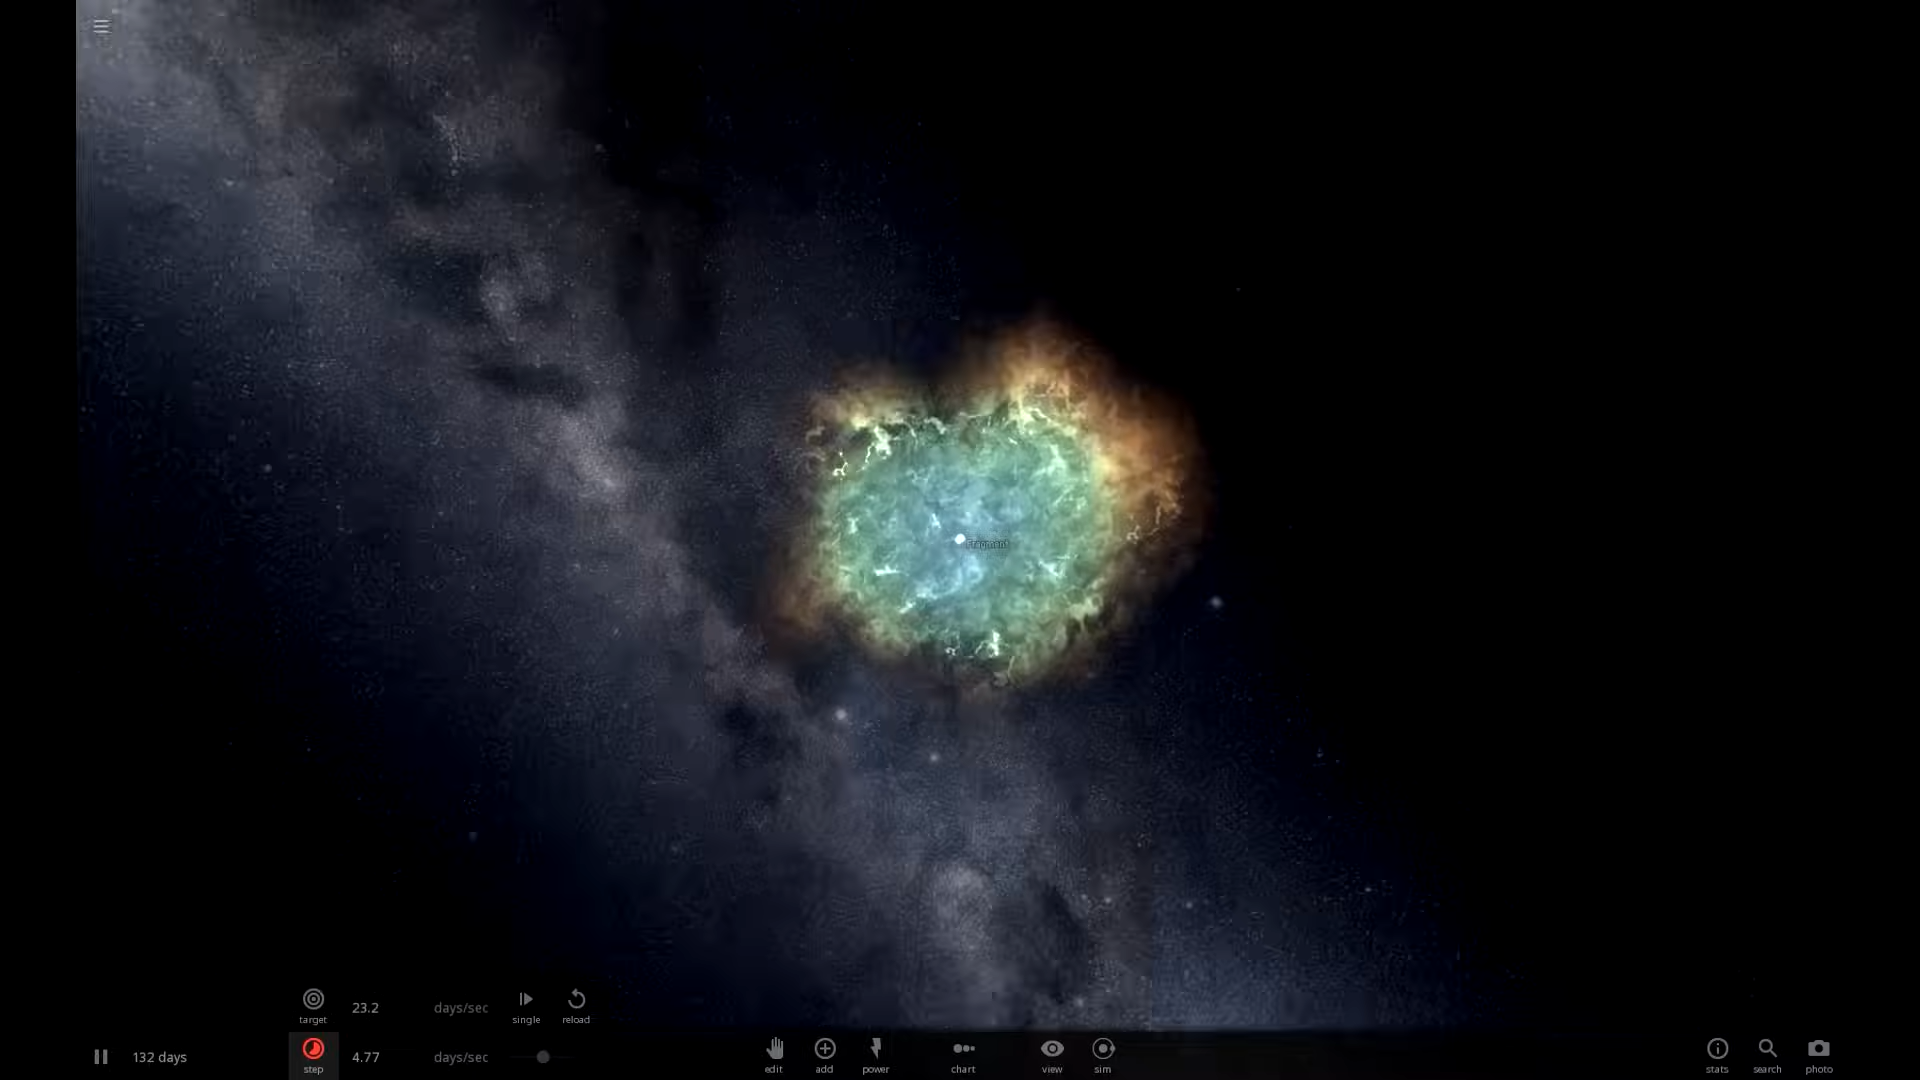 Fragment
target
23.2 days/sec
single
reload
132 days
step
4.77 days/sec
edit
add
power
chart
view
sim
stats
search
photo